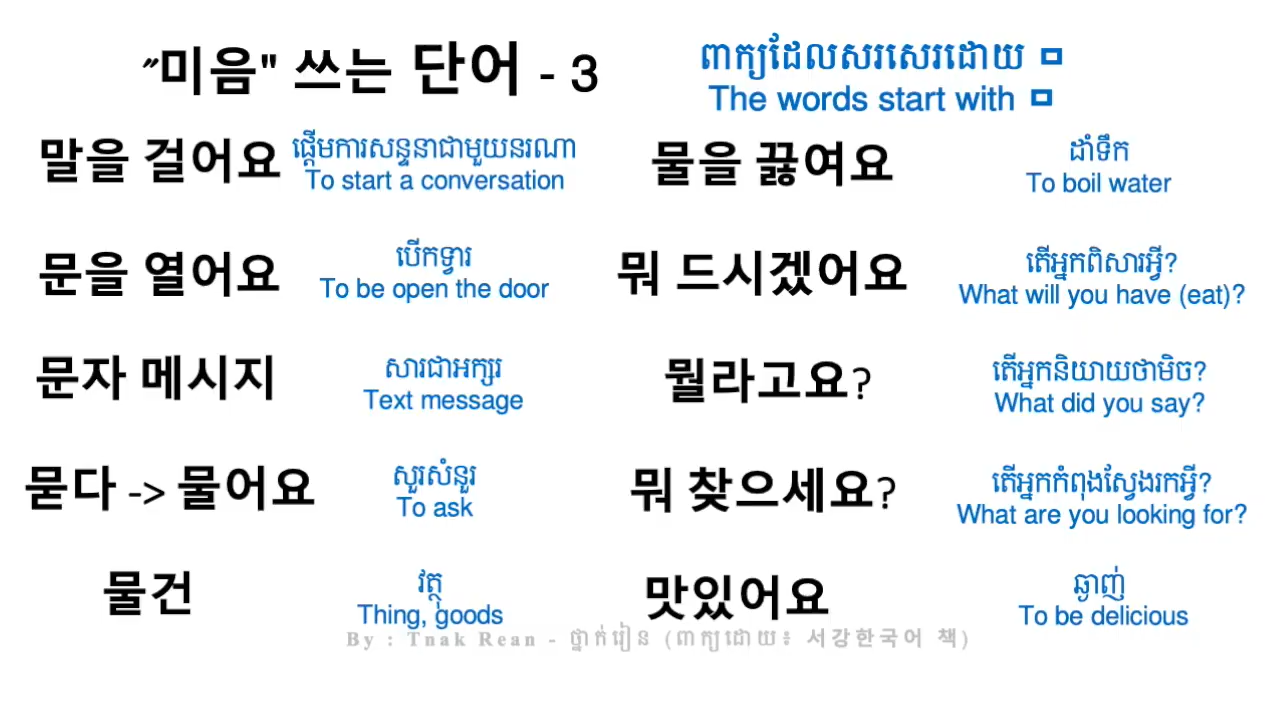 "미음" 쓰는 단어 - 3
ពាក្យដែលសរសេរដោយ ㅁ
The words start with ㅁ
말을 걸어요
ផ្តើមការសន្ទនាជាមួយនរណា
To start a conversation
문을 열어요
បើកទ្វារ
To be open the door
문자 메시지
សារជាអក្សរ
Text message
묻다 -> 물어요
សួរសំនួរ
To ask
물건
វត្ថុ
Thing, goods
물을 끓여요
ដាំទឹក
To boil water
뭐 드시겠어요
តើអ្នកពិសារអ្វី?
What will you have (eat)?
뭘라고요?
តើអ្នកនិយាយថាមិច?
What did you say?
뭐 찾으세요?
តើអ្នកកំពុងស្វែងរកអ្វី?
What are you looking for?
맛있어요
ឆ្ងាញ់
To be delicious
By : Tnak Rean - ថ្នាក់រៀន (ពាក្យដោយ៖ 서강한국어 책)